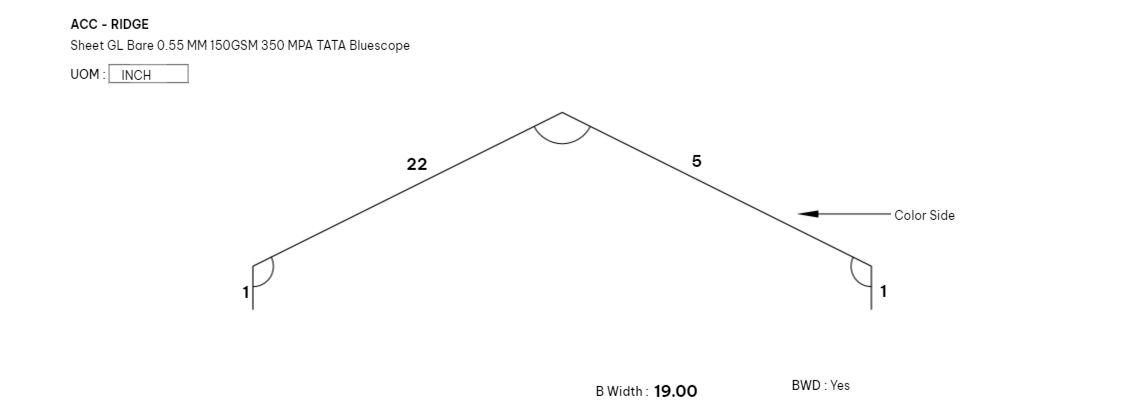 ACC - RIDGE
Sheet GL Bare 0.55 MM 150GSM 350 MPA TATA Bluescope
UOM : INCH
22
5
Color Side
1
1
B Width : 19.00
BWD : Yes